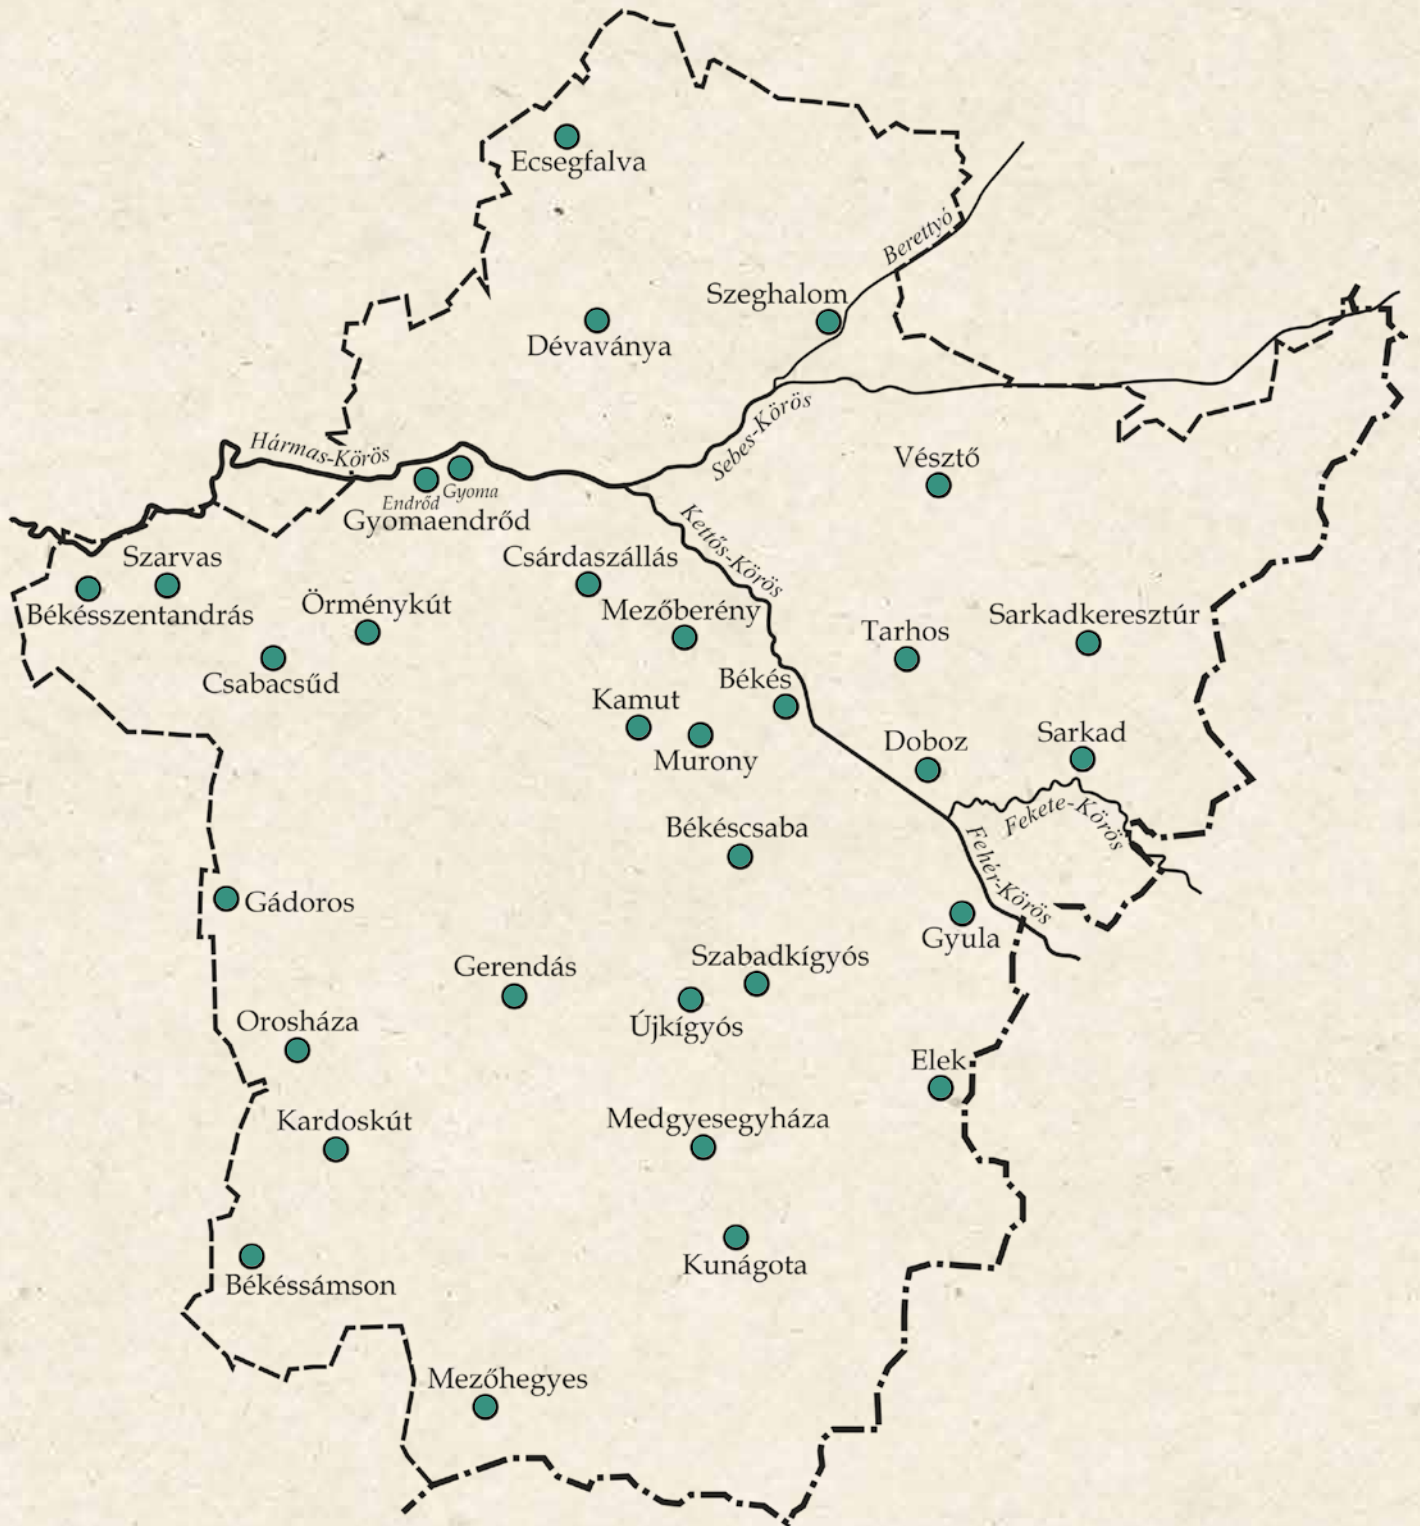 Ecsegfalva
Berettyó
Szeghalom
Dévaványa
Sebes-Körös
Hármas-Körös
Vésztő
Endrőd
Gyoma
Gyomaendrőd
Kettős-Körös
Szarvas
Csárdaszállás
Békésszentandrás
Örménykút
Mezőberény
Sarkadkeresztúr
Tarhos
Csabacsűd
Békés
Kamut
Murony
Doboz
Sarkad
Fekete-Körös
Békéscsaba
Fehér-Körös
Gádoros
Gyula
Szabadkígyós
Gerendás
Újkígyós
Orosháza
Elek
Kardoskút
Medgyesegyháza
Kunágota
Békéssámson
Mezőhegyes